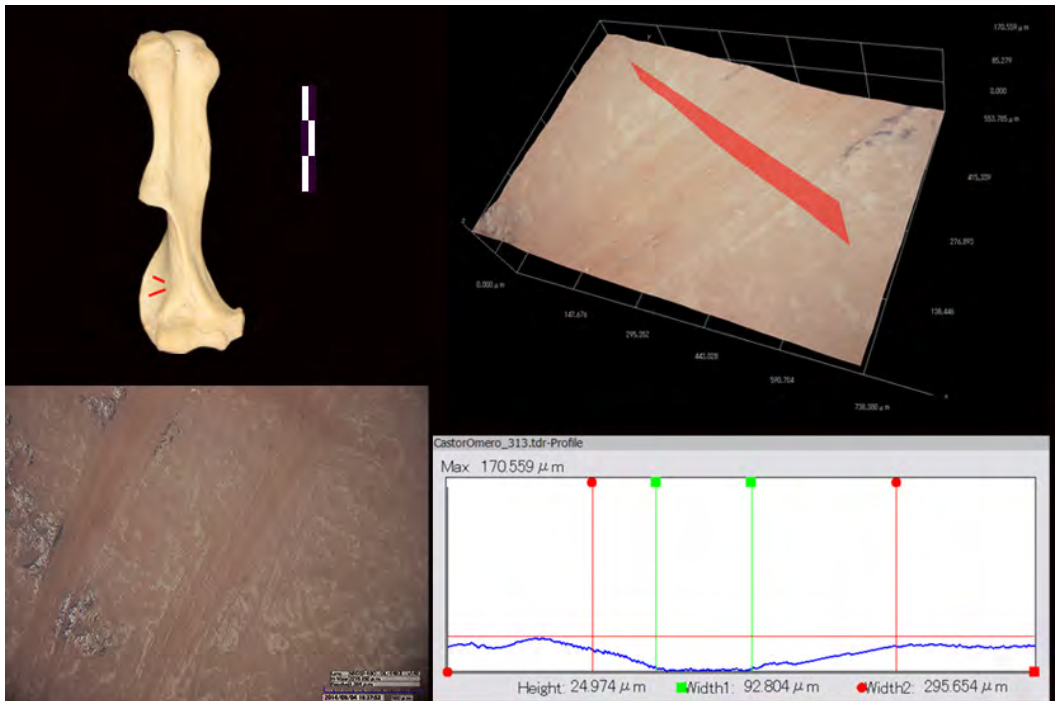 170.559 μm
85.279
0.000
553.785 μm
Y
415.339
276.893
138.446
Z
0.000 μm
147.676
295.352
443.028
590.704
738.380 μm
X
CastorOmero_313.tdr-Profile
Max 170.559 μm
Height: 24.974 μm Width1: 92.804 μm Width2: 295.654 μm